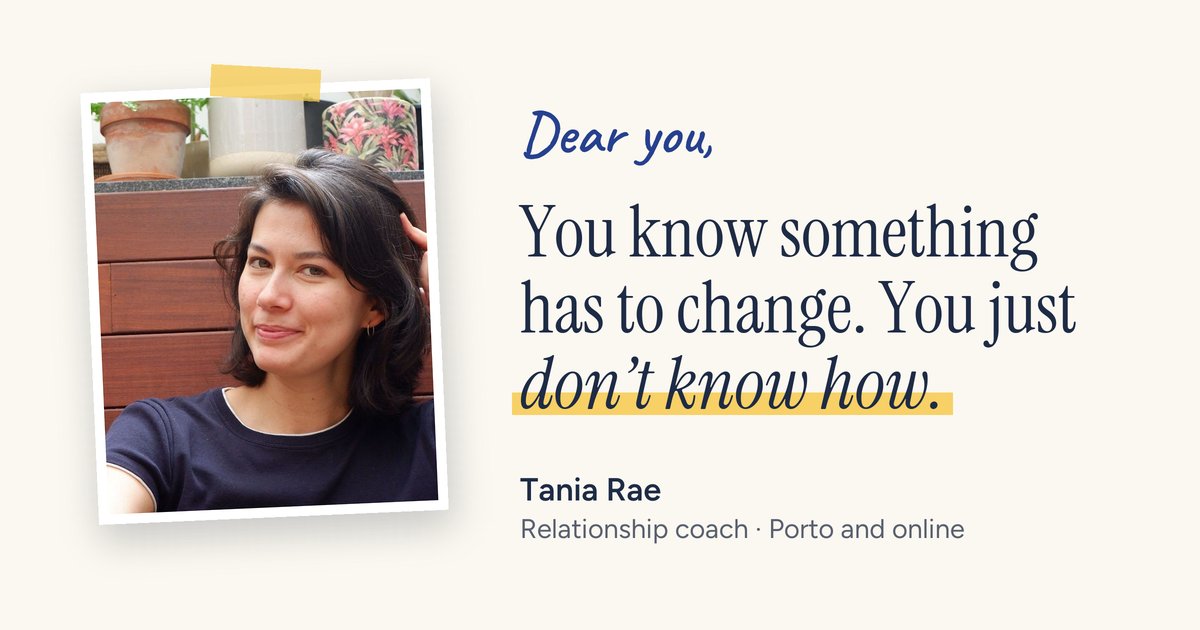 Dear you,
You know something
has to change. You just
don’t know how.
Tania Rae
Relationship coach · Porto and online